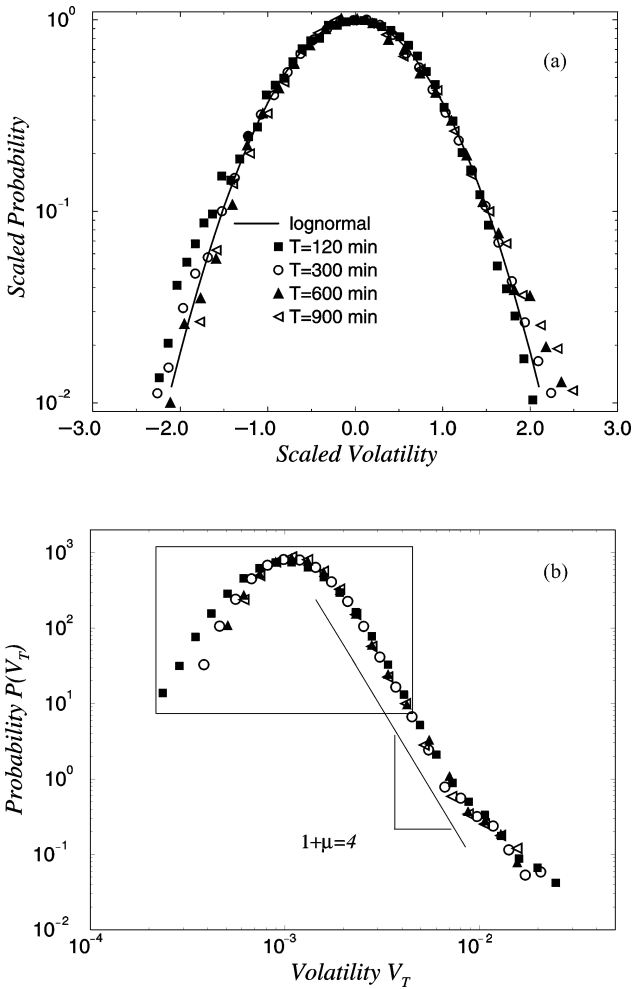 10⁰
(a)
Scaled Probability
10⁻¹
lognormal
T=120 min
T=300 min
T=600 min
T=900 min
10⁻²
−3.0 −2.0 −1.0 0.0 1.0 2.0 3.0
Scaled Volatility
10³
(b)
10²
Probability P(V_T)
10¹
10⁰
1+μ=4
10⁻¹
10⁻²
10⁻⁴ 10⁻³ 10⁻²
Volatility V_T